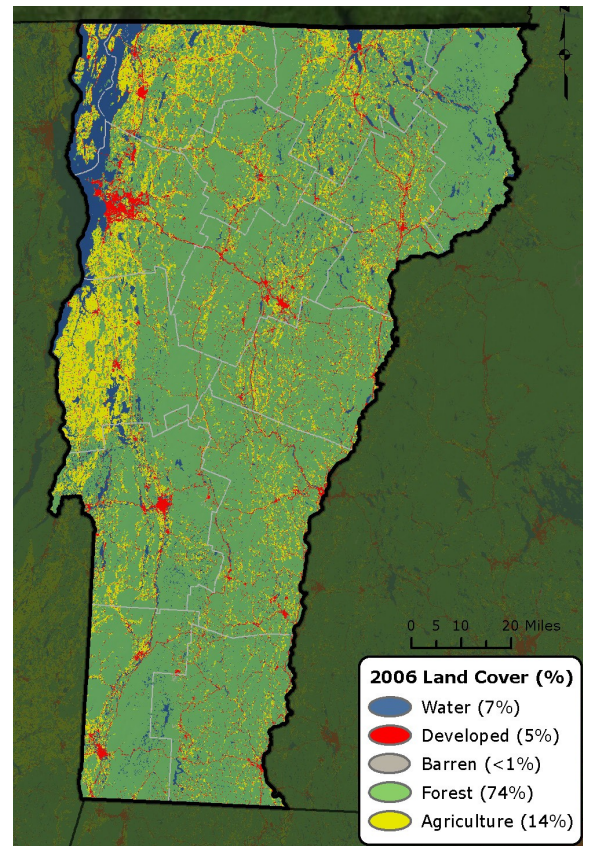 0 5 10 20 Miles
2006 Land Cover (%)
Water (7%)
Developed (5%)
Barren (<1%)
Forest (74%)
Agriculture (14%)